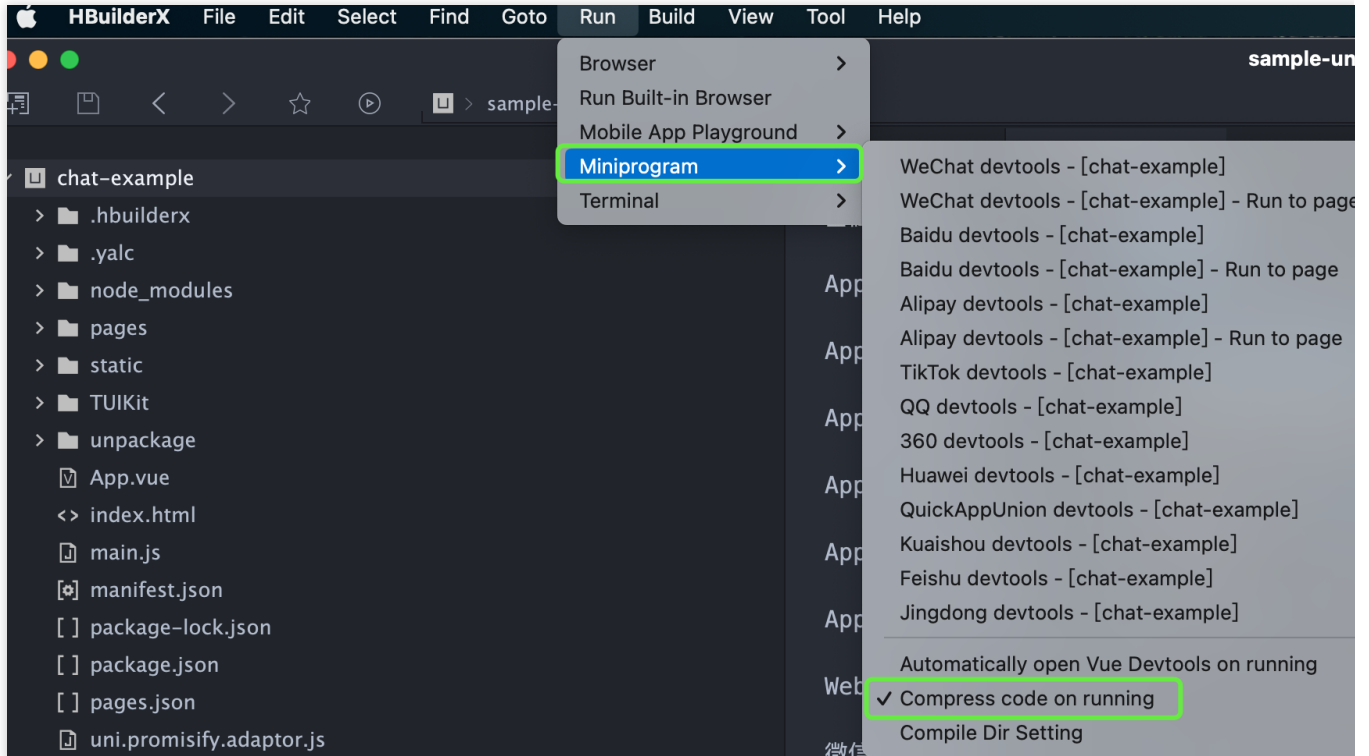 HBuilderX File Edit Select Find Goto Run Build View Tool Help
sample-un
sample-
Browser
Run Built-in Browser
Mobile App Playground
Miniprogram
Terminal
WeChat devtools - [chat-example]
WeChat devtools - [chat-example] - Run to page
Baidu devtools - [chat-example]
Baidu devtools - [chat-example] - Run to page
Alipay devtools - [chat-example]
Alipay devtools - [chat-example] - Run to page
TikTok devtools - [chat-example]
QQ devtools - [chat-example]
360 devtools - [chat-example]
Huawei devtools - [chat-example]
QuickAppUnion devtools - [chat-example]
Kuaishou devtools - [chat-example]
Feishu devtools - [chat-example]
Jingdong devtools - [chat-example]
Automatically open Vue Devtools on running
✓ Compress code on running
Compile Dir Setting
chat-example
.hbuilderx
.yalc
node_modules
pages
static
TUIKit
unpackage
App.vue
index.html
main.js
manifest.json
package-lock.json
package.json
pages.json
uni.promisify.adaptor.js
App
App
App
App
App
App
Web
微信